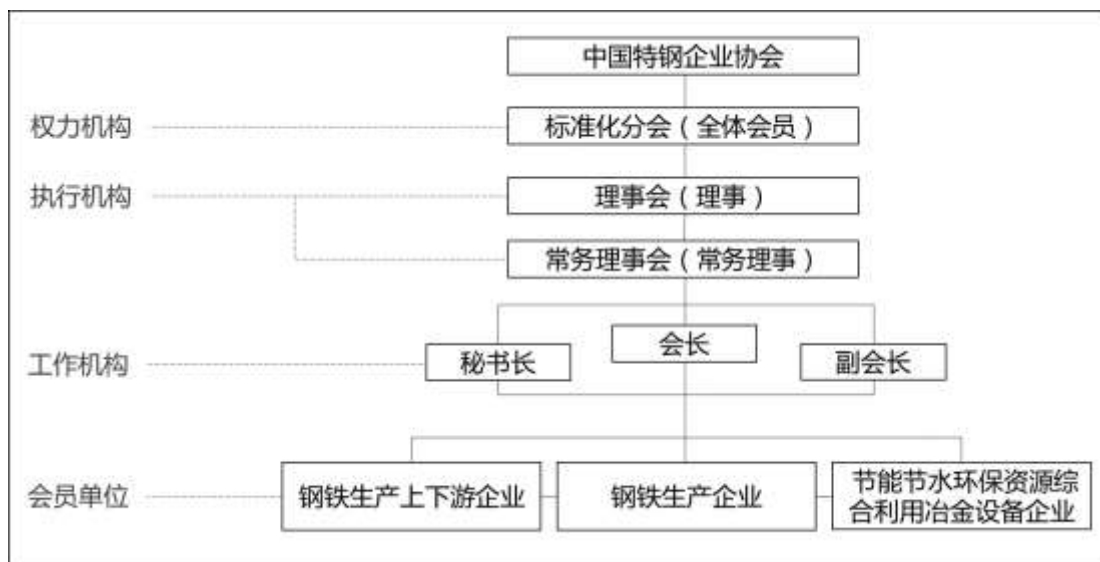 中国特钢企业协会
权力机构
标准化分会（全体会员）
执行机构
理事会（理事）
常务理事会（常务理事）
工作机构
秘书长
会长
副会长
会员单位
钢铁生产上下游企业
钢铁生产企业
节能节水环保资源综
合利用冶金设备企业